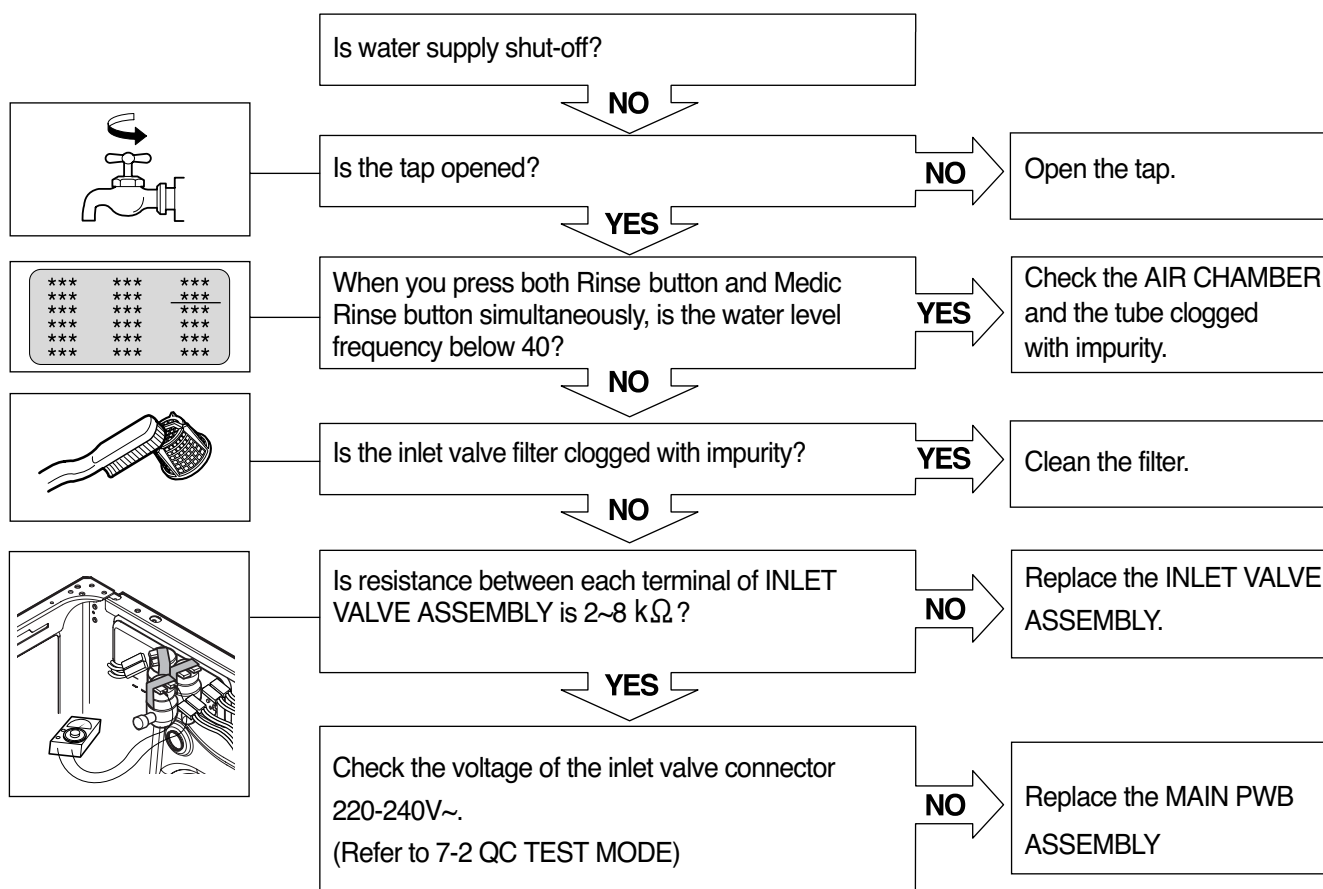 Is water supply shut-off?
NO
Is the tap opened?
NO
Open the tap.
YES
*** *** ***
*** *** ***
*** *** ***
*** *** ***
*** *** ***
*** *** ***
When you press both Rinse button and Medic
Rinse button simultaneously, is the water level
frequency below 40?
YES
Check the AIR CHAMBER
and the tube clogged
with impurity.
NO
Is the inlet valve filter clogged with impurity?
YES
Clean the filter.
NO
Is resistance between each terminal of INLET
VALVE ASSEMBLY is 2~8 kΩ?
NO
Replace the INLET VALVE
ASSEMBLY.
YES
Check the voltage of the inlet valve connector
220-240V~.
(Refer to 7-2 QC TEST MODE)
NO
Replace the MAIN PWB
ASSEMBLY